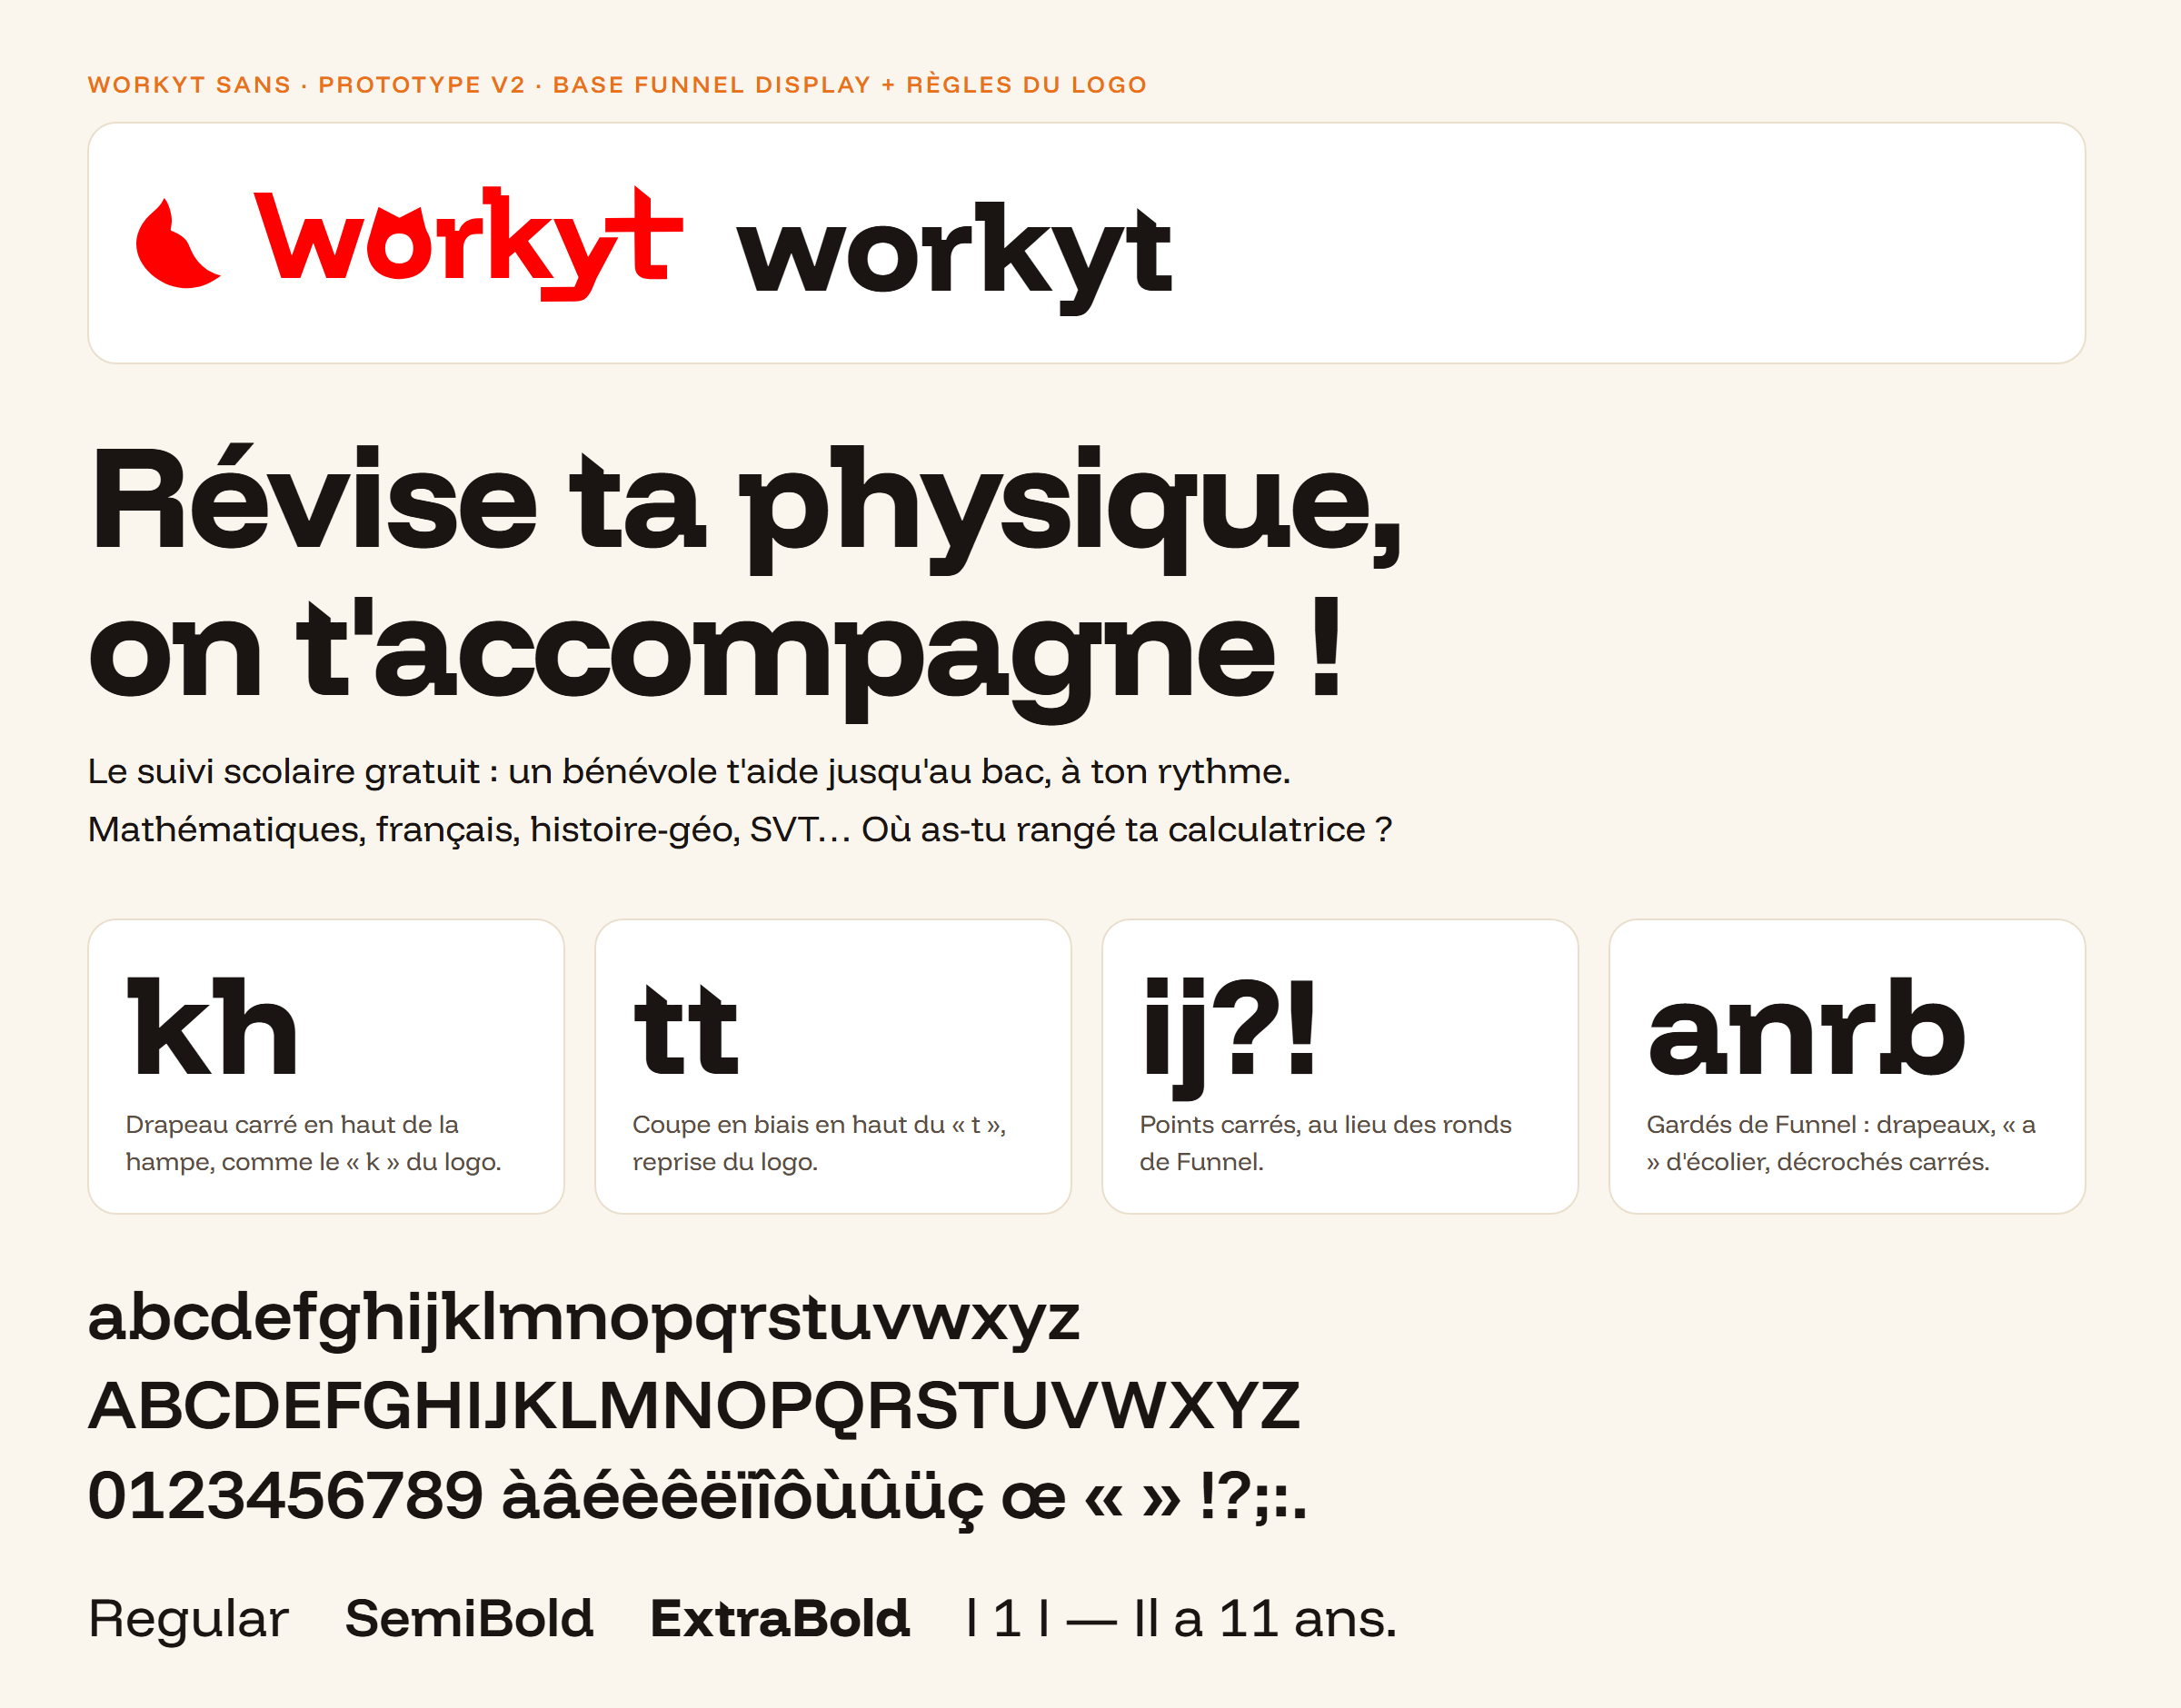 WORKYT SANS · PROTOTYPE V2 · BASE FUNNEL DISPLAY + RÈGLES DU LOGO
Workyt workyt
Révise ta physique,
on t'accompagne !
Le suivi scolaire gratuit : un bénévole t'aide jusqu'au bac, à ton rythme.
Mathématiques, français, histoire-géo, SVT… Où as-tu rangé ta calculatrice ?
kh
Drapeau carré en haut de la
hampe, comme le « k » du logo.
tt
Coupe en biais en haut du « t »,
reprise du logo.
ij?!
Points carrés, au lieu des ronds
de Funnel.
anrb
Gardés de Funnel : drapeaux, « a
» d'écolier, décrochés carrés.
abcdefghijklmnopqrstuvwxyz
ABCDEFGHIJKLMNOPQRSTUVWXYZ
0123456789 àâéèêëïîôùûüç œ « » !?;:.
Regular SemiBold ExtraBold l 1 I — Il a 11 ans.